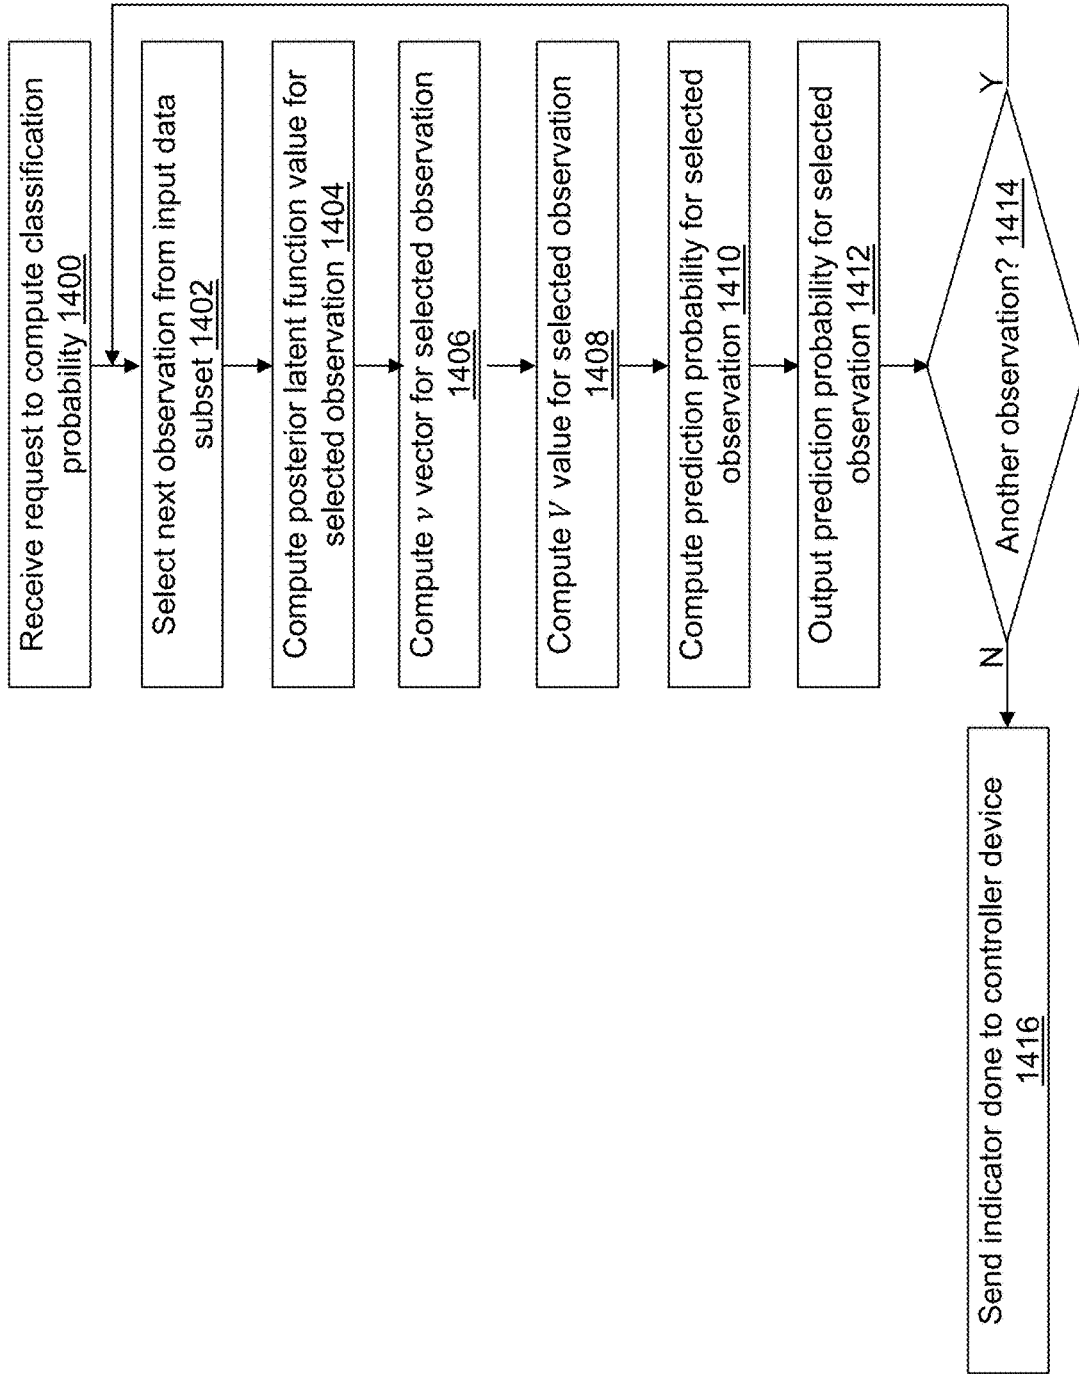 Receive request to compute classification
probability 1400
Select next observation from input data
subset 1402
Compute posterior latent function value for
selected observation 1404
Compute ν vector for selected observation
1406
Compute V value for selected observation
1408
Compute prediction probability for selected
observation 1410
Output prediction probability for selected
observation 1412
Another observation? 1414
Y
N
Send indicator done to controller device
1416